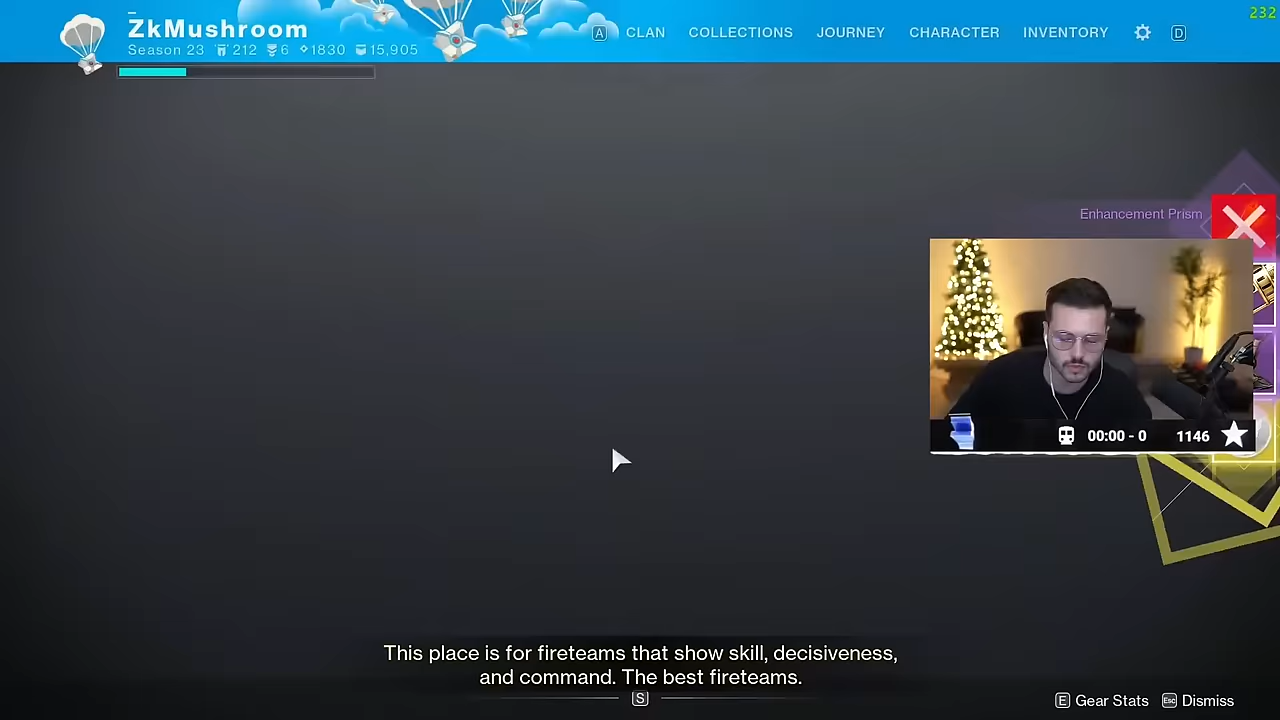 232
ZkMushroom
Season 23 212 6 1830 15,905
A CLAN COLLECTIONS JOURNEY CHARACTER INVENTORY D
Enhancement Prism
00:00 - 0 1146
This place is for fireteams that show skill, decisiveness,
and command. The best fireteams.
S
E Gear Stats Esc Dismiss